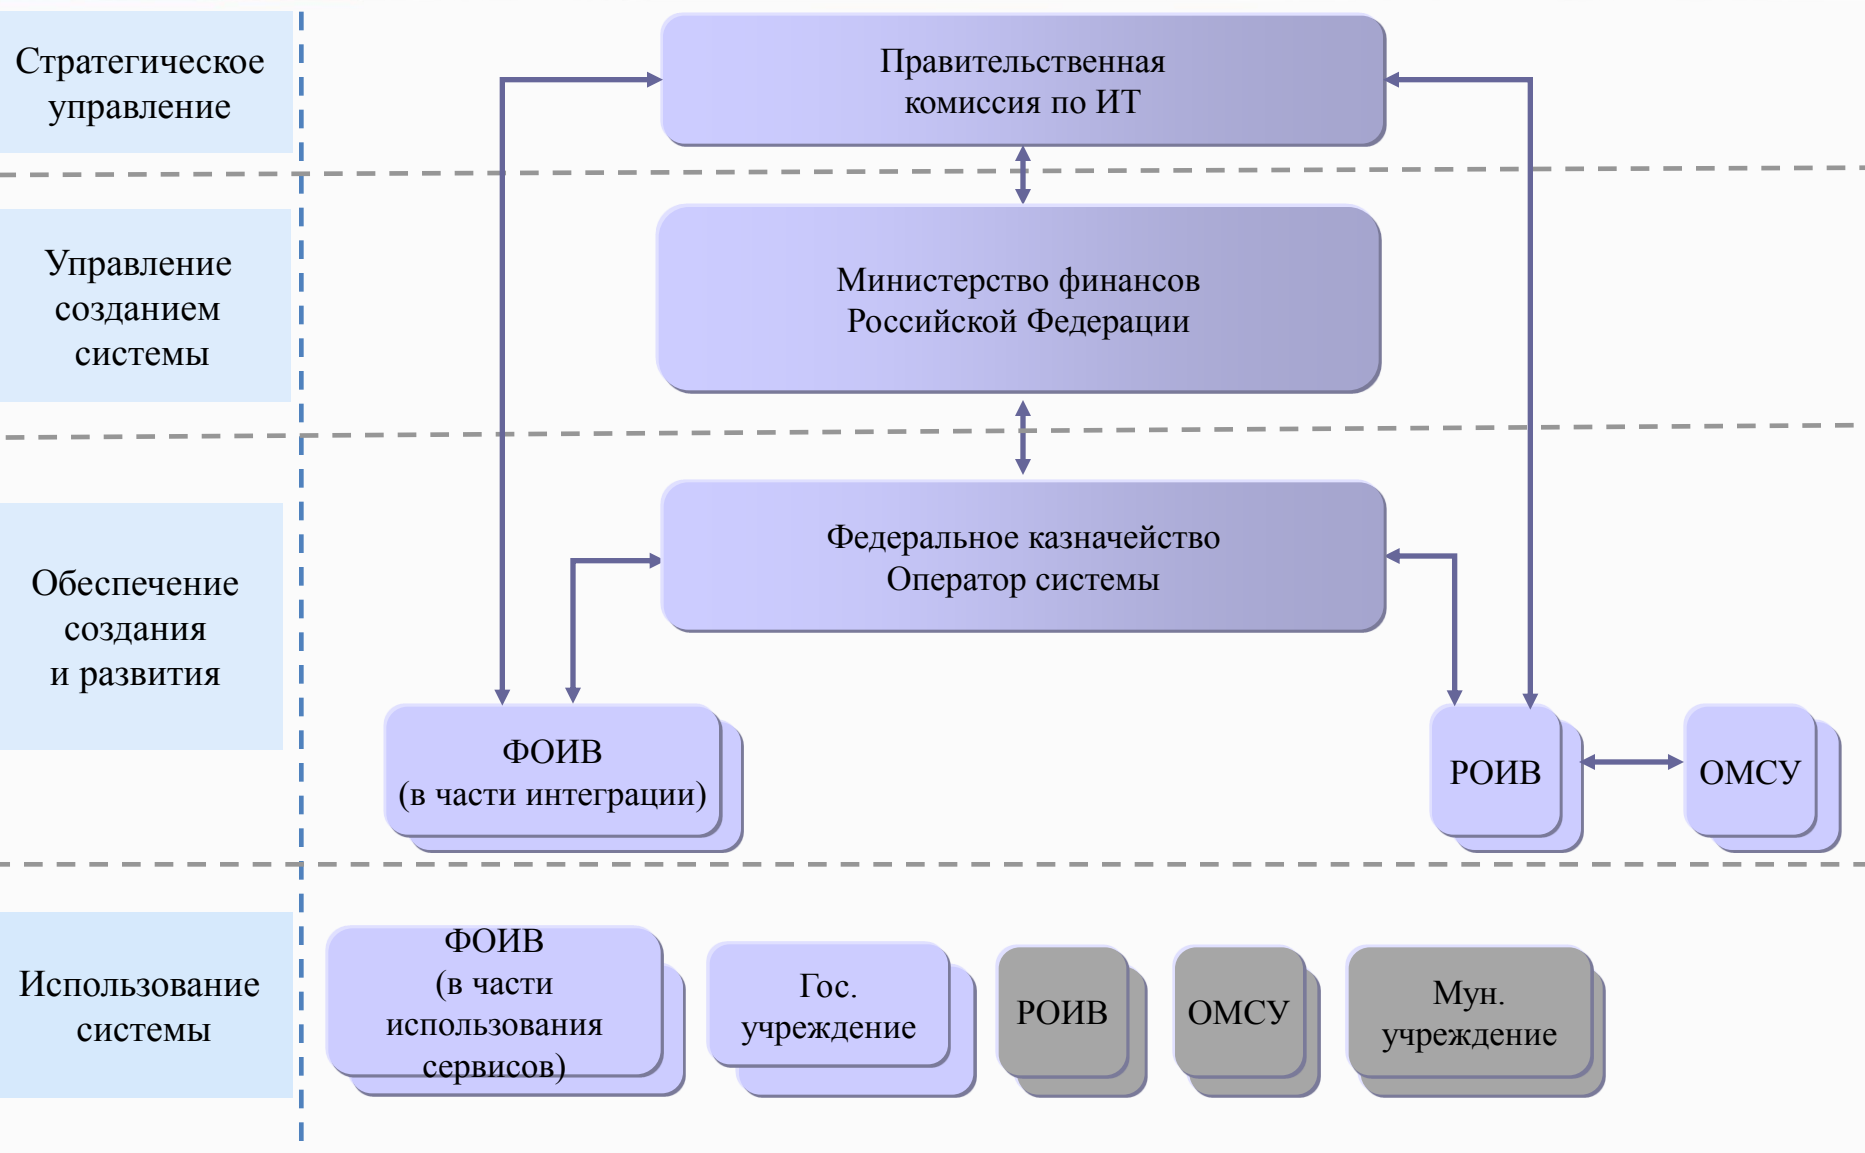 Стратегическое
управление
Правительственная
комиссия по ИТ
Управление
созданием
системы
Министерство финансов
Российской Федерации
Обеспечение
создания
и развития
Федеральное казначейство
Оператор системы
ФОИВ
(в части интеграции)
РОИВ
ОМСУ
Использование
системы
ФОИВ
(в части
использования
сервисов)
Гос.
учреждение
РОИВ
ОМСУ
Мун.
учреждение